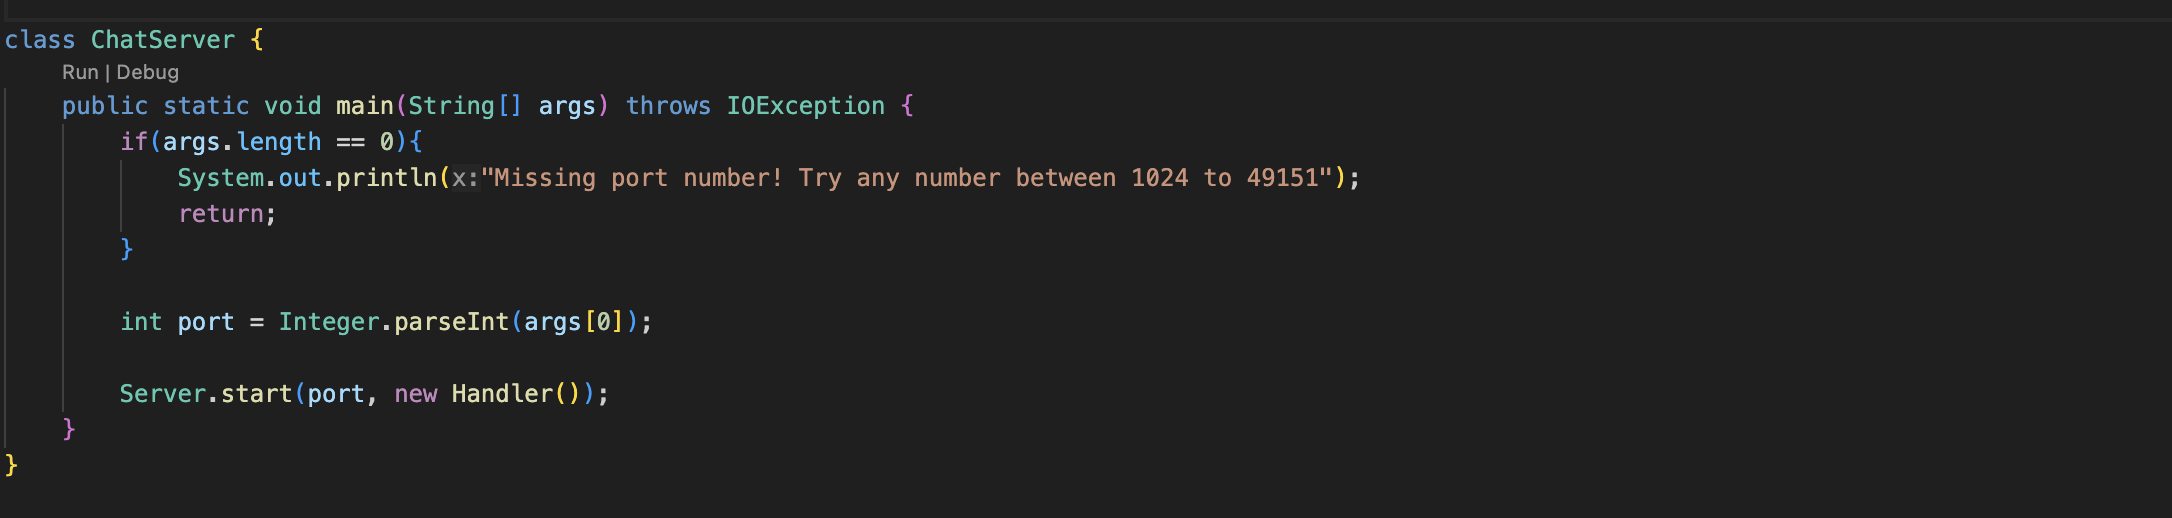 class ChatServer {
Run | Debug
public static void main(String[] args) throws IOException {
if(args.length == 0){
System.out.println(x:"Missing port number! Try any number between 1024 to 49151");
return;
}
int port = Integer.parseInt(args[0]);
Server.start(port, new Handler());
}
}